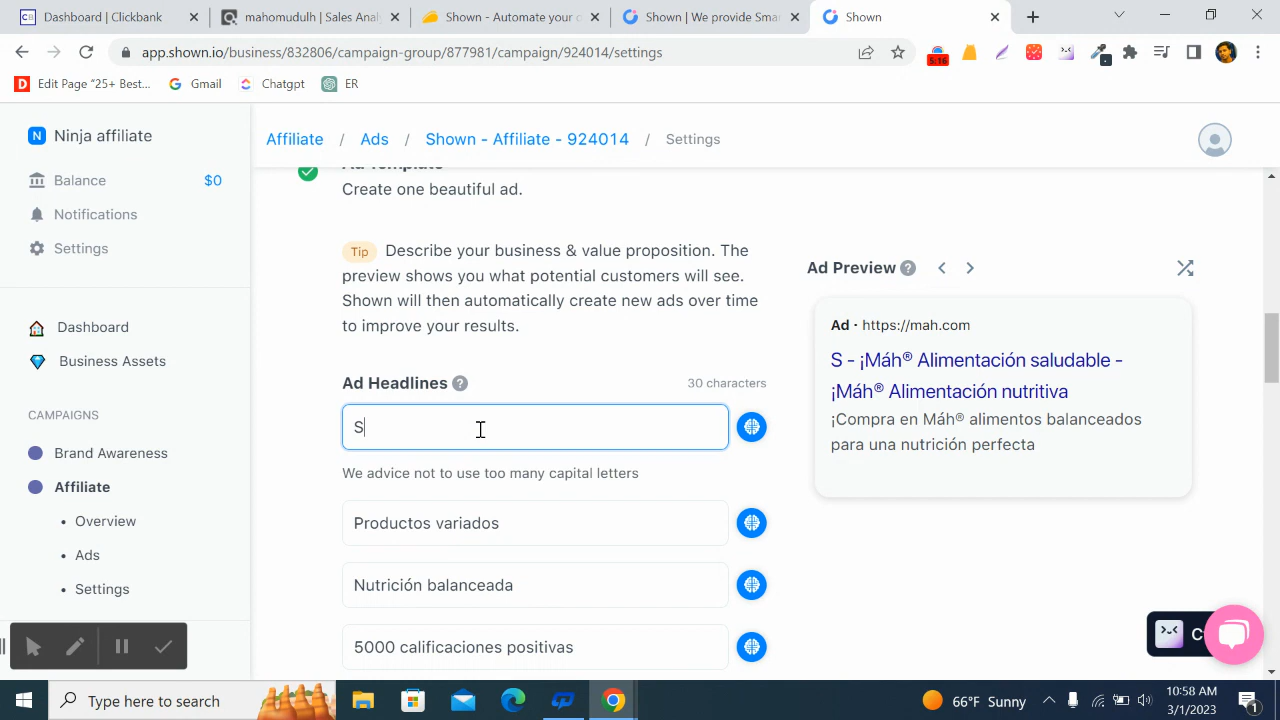 Dashboard | Clickbank
mahomudulh | Sales Anal
Shown - Automate your o
Shown | We provide Smar
Shown
app.shown.io/business/832806/campaign-group/877981/campaign/924014/settings
5:16
Edit Page "25+ Best...
Gmail
Chatgpt
ER
N Ninja affiliate
Affiliate / Ads / Shown - Affiliate - 924014 / Settings
Balance $0
Notifications
Settings
Dashboard
Business Assets
CAMPAIGNS
Brand Awareness
Affiliate
• Overview
• Ads
• Settings
Ad Template
Create one beautiful ad.
Tip Describe your business & value proposition. The
preview shows you what potential customers will see.
Shown will then automatically create new ads over time
to improve your results.
Ad Headlines ?
30 characters
S
We advice not to use too many capital letters
Productos variados
Nutrición balanceada
5000 calificaciones positivas
Ad Preview ?
Ad · https://mah.com
S - ¡Máh® Alimentación saludable -
¡Máh® Alimentación nutritiva
¡Compra en Máh® alimentos balanceados
para una nutrición perfecta
Type here to search
66°F Sunny
10:58 AM
3/1/2023
1